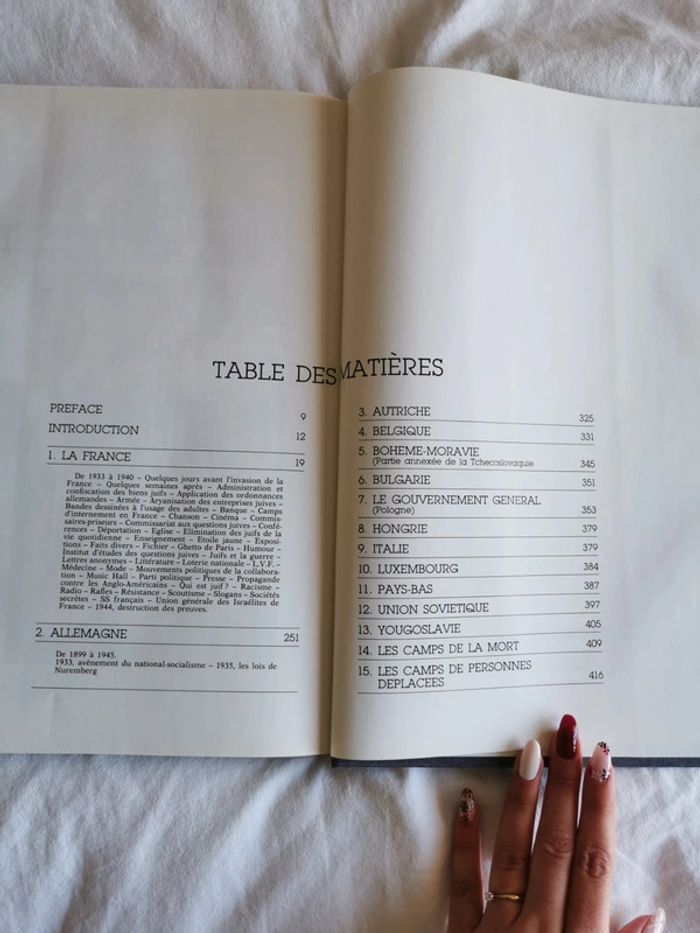 TABLE DES MATIÈRES
PREFACE 9
INTRODUCTION 12
1. LA FRANCE 19
De 1933 à 1940 – Quelques jours avant l'invasion de la
France – Quelques semaines après – Administration et
confiscation des biens juifs – Application des ordonnances
allemandes – Armée – Aryanisation des entreprises juives –
Bandes dessinées à l'usage des adultes – Banque – Camps
d'internement en France – Chanson – Cinéma – Commis-
saires-priseurs – Commissariat aux questions juives – Confé-
rences – Déportation – Eglise – Elimination des juifs de la
vie quotidienne – Enseignement – Etoile jaune – Exposi-
tions – Faits divers – Fichier – Ghetto de Paris – Humour –
Institut d'études des questions juives – Juifs et la guerre –
Lettres anonymes – Littérature – Loterie nationale – L.V.F. –
Médecine – Mode – Mouvements politiques de la collabora-
tion – Music Hall – Parti politique – Presse – Propagande
contre les Anglo-Américains – Qui est juif ? – Racisme –
Radio – Rafles – Résistance – Scoutisme – Slogans – Sociétés
secrètes – SS français – Union générale des Israélites de
France – 1944, destruction des preuves.
2. ALLEMAGNE 251
De 1899 à 1945.
1933, avènement du national-socialisme – 1935, les lois de
Nuremberg
3. AUTRICHE 325
4. BELGIQUE 331
5. BOHEME-MORAVIE
(Partie annexée de la Tchecoslovaquie 345
6. BULGARIE 351
7. LE GOUVERNEMENT GENERAL
(Pologne) 353
8. HONGRIE 379
9. ITALIE 379
10. LUXEMBOURG 384
11. PAYS-BAS 387
12. UNION SOVIETIQUE 397
13. YOUGOSLAVIE 405
14. LES CAMPS DE LA MORT 409
15. LES CAMPS DE PERSONNES
DEPLACEES 416